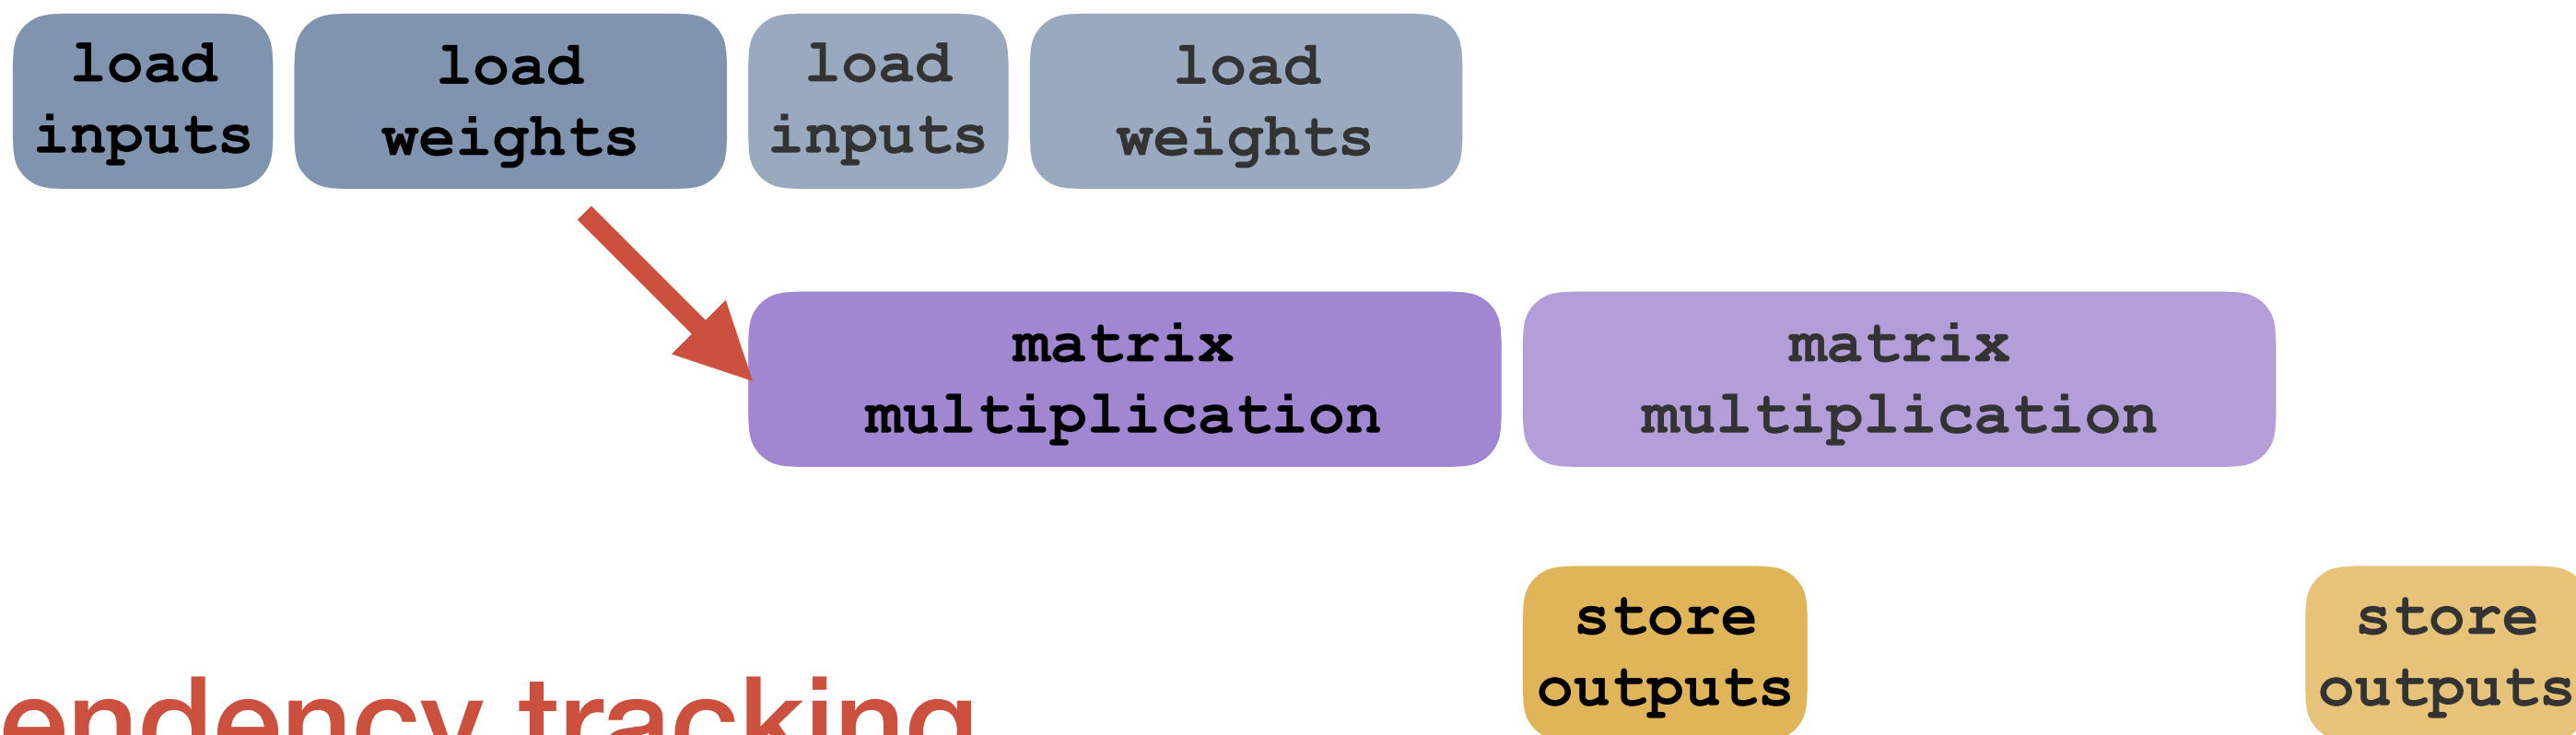 load
inputs
load
weights
load
inputs
load
weights
matrix
multiplication
matrix
multiplication
store
outputs
store
outputs
endency tracking